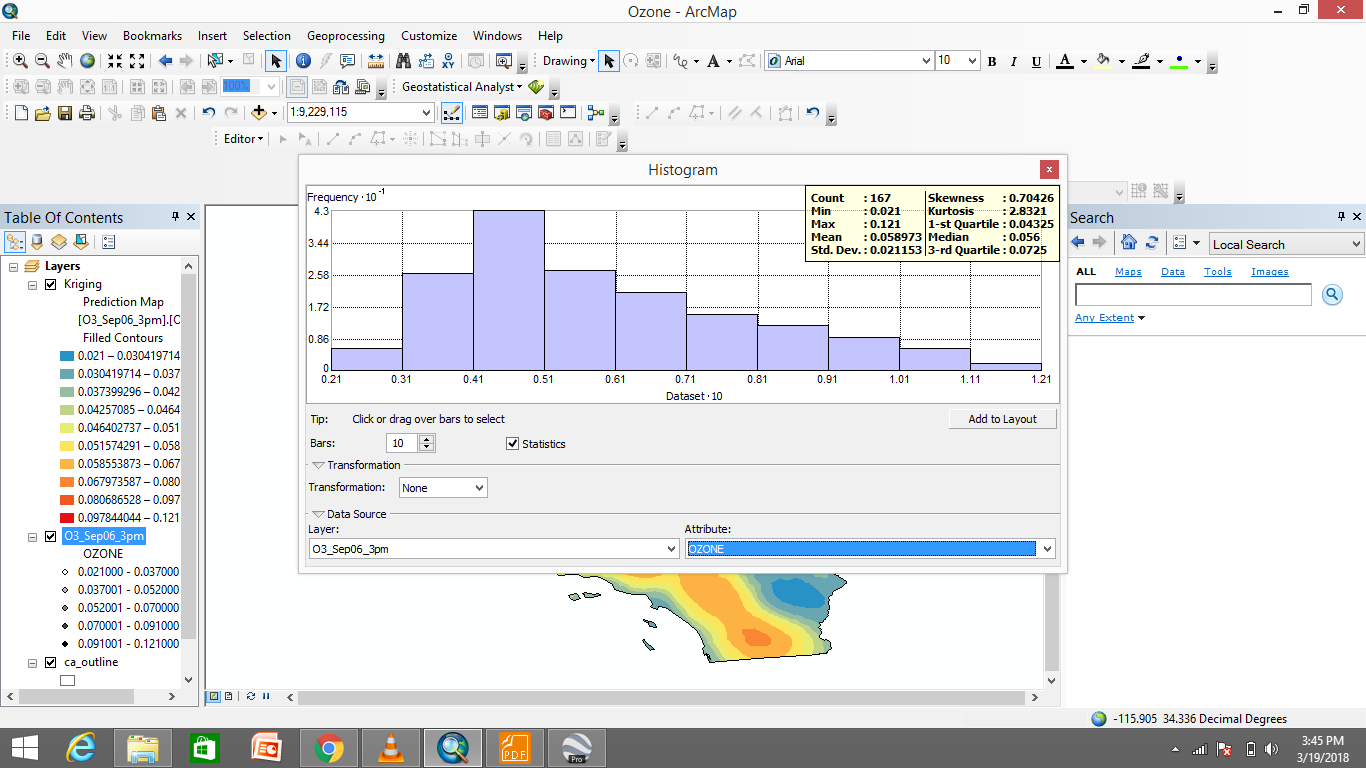 Ozone - ArcMap
File Edit View Bookmarks Insert Selection Geoprocessing Customize Windows Help
Drawing Arial 10 B I U A
100% Geostatistical Analyst
1:9,229,115
Editor
Histogram
Table Of Contents
Layers
Kriging
Prediction Map
[O3_Sep06_3pm].[O
Filled Contours
0.021 – 0.030419714
0.030419714 – 0.037
0.037399296 – 0.042
0.04257085 – 0.0464
0.046402737 – 0.051
0.051574291 – 0.058
0.058553873 – 0.067
0.067973587 – 0.080
0.080686528 – 0.097
0.097844044 – 0.121
O3_Sep06_3pm
OZONE
0.021000 - 0.037000
0.037001 - 0.052000
0.052001 - 0.070000
0.070001 - 0.091000
0.091001 - 0.121000
ca_outline
Frequency · 10 -1
4.3
3.44
2.58
1.72
0.86
0
0.21 0.31 0.41 0.51 0.61 0.71 0.81 0.91 1.01 1.11 1.21
Dataset · 10
Count : 167 Skewness : 0.70426
Min : 0.021 Kurtosis : 2.8321
Max : 0.121 1-st Quartile : 0.04325
Mean : 0.058973 Median : 0.056
Std. Dev. : 0.021153 3-rd Quartile : 0.0725
Tip: Click or drag over bars to select Add to Layout
Bars: 10 Statistics
Transformation
Transformation: None
Data Source
Layer: Attribute:
O3_Sep06_3pm OZONE
Search
Local Search
ALL Maps Data Tools Images
Any Extent
-115.905 34.336 Decimal Degrees
PDF Pro
3:45 PM
3/19/2018